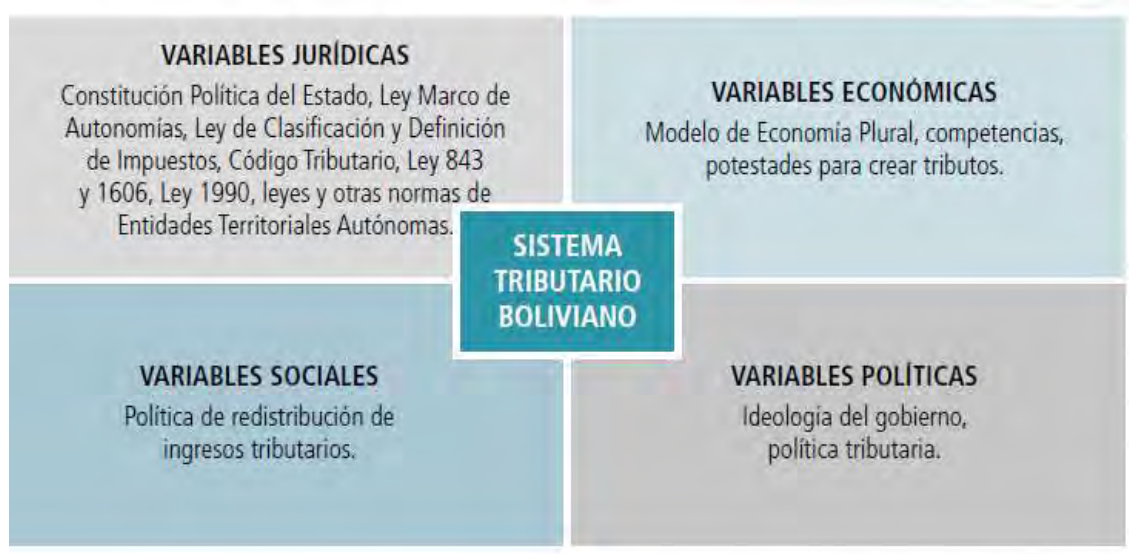 VARIABLES JURÍDICAS
Constitución Política del Estado, Ley Marco de
Autonomías, Ley de Clasificación y Definición
de Impuestos, Código Tributario, Ley 843
y 1606, Ley 1990, leyes y otras normas de
Entidades Territoriales Autónomas.
VARIABLES ECONÓMICAS
Modelo de Economía Plural, competencias,
potestades para crear tributos.
SISTEMA
TRIBUTARIO
BOLIVIANO
VARIABLES SOCIALES
Política de redistribución de
ingresos tributarios.
VARIABLES POLÍTICAS
Ideología del gobierno,
política tributaria.